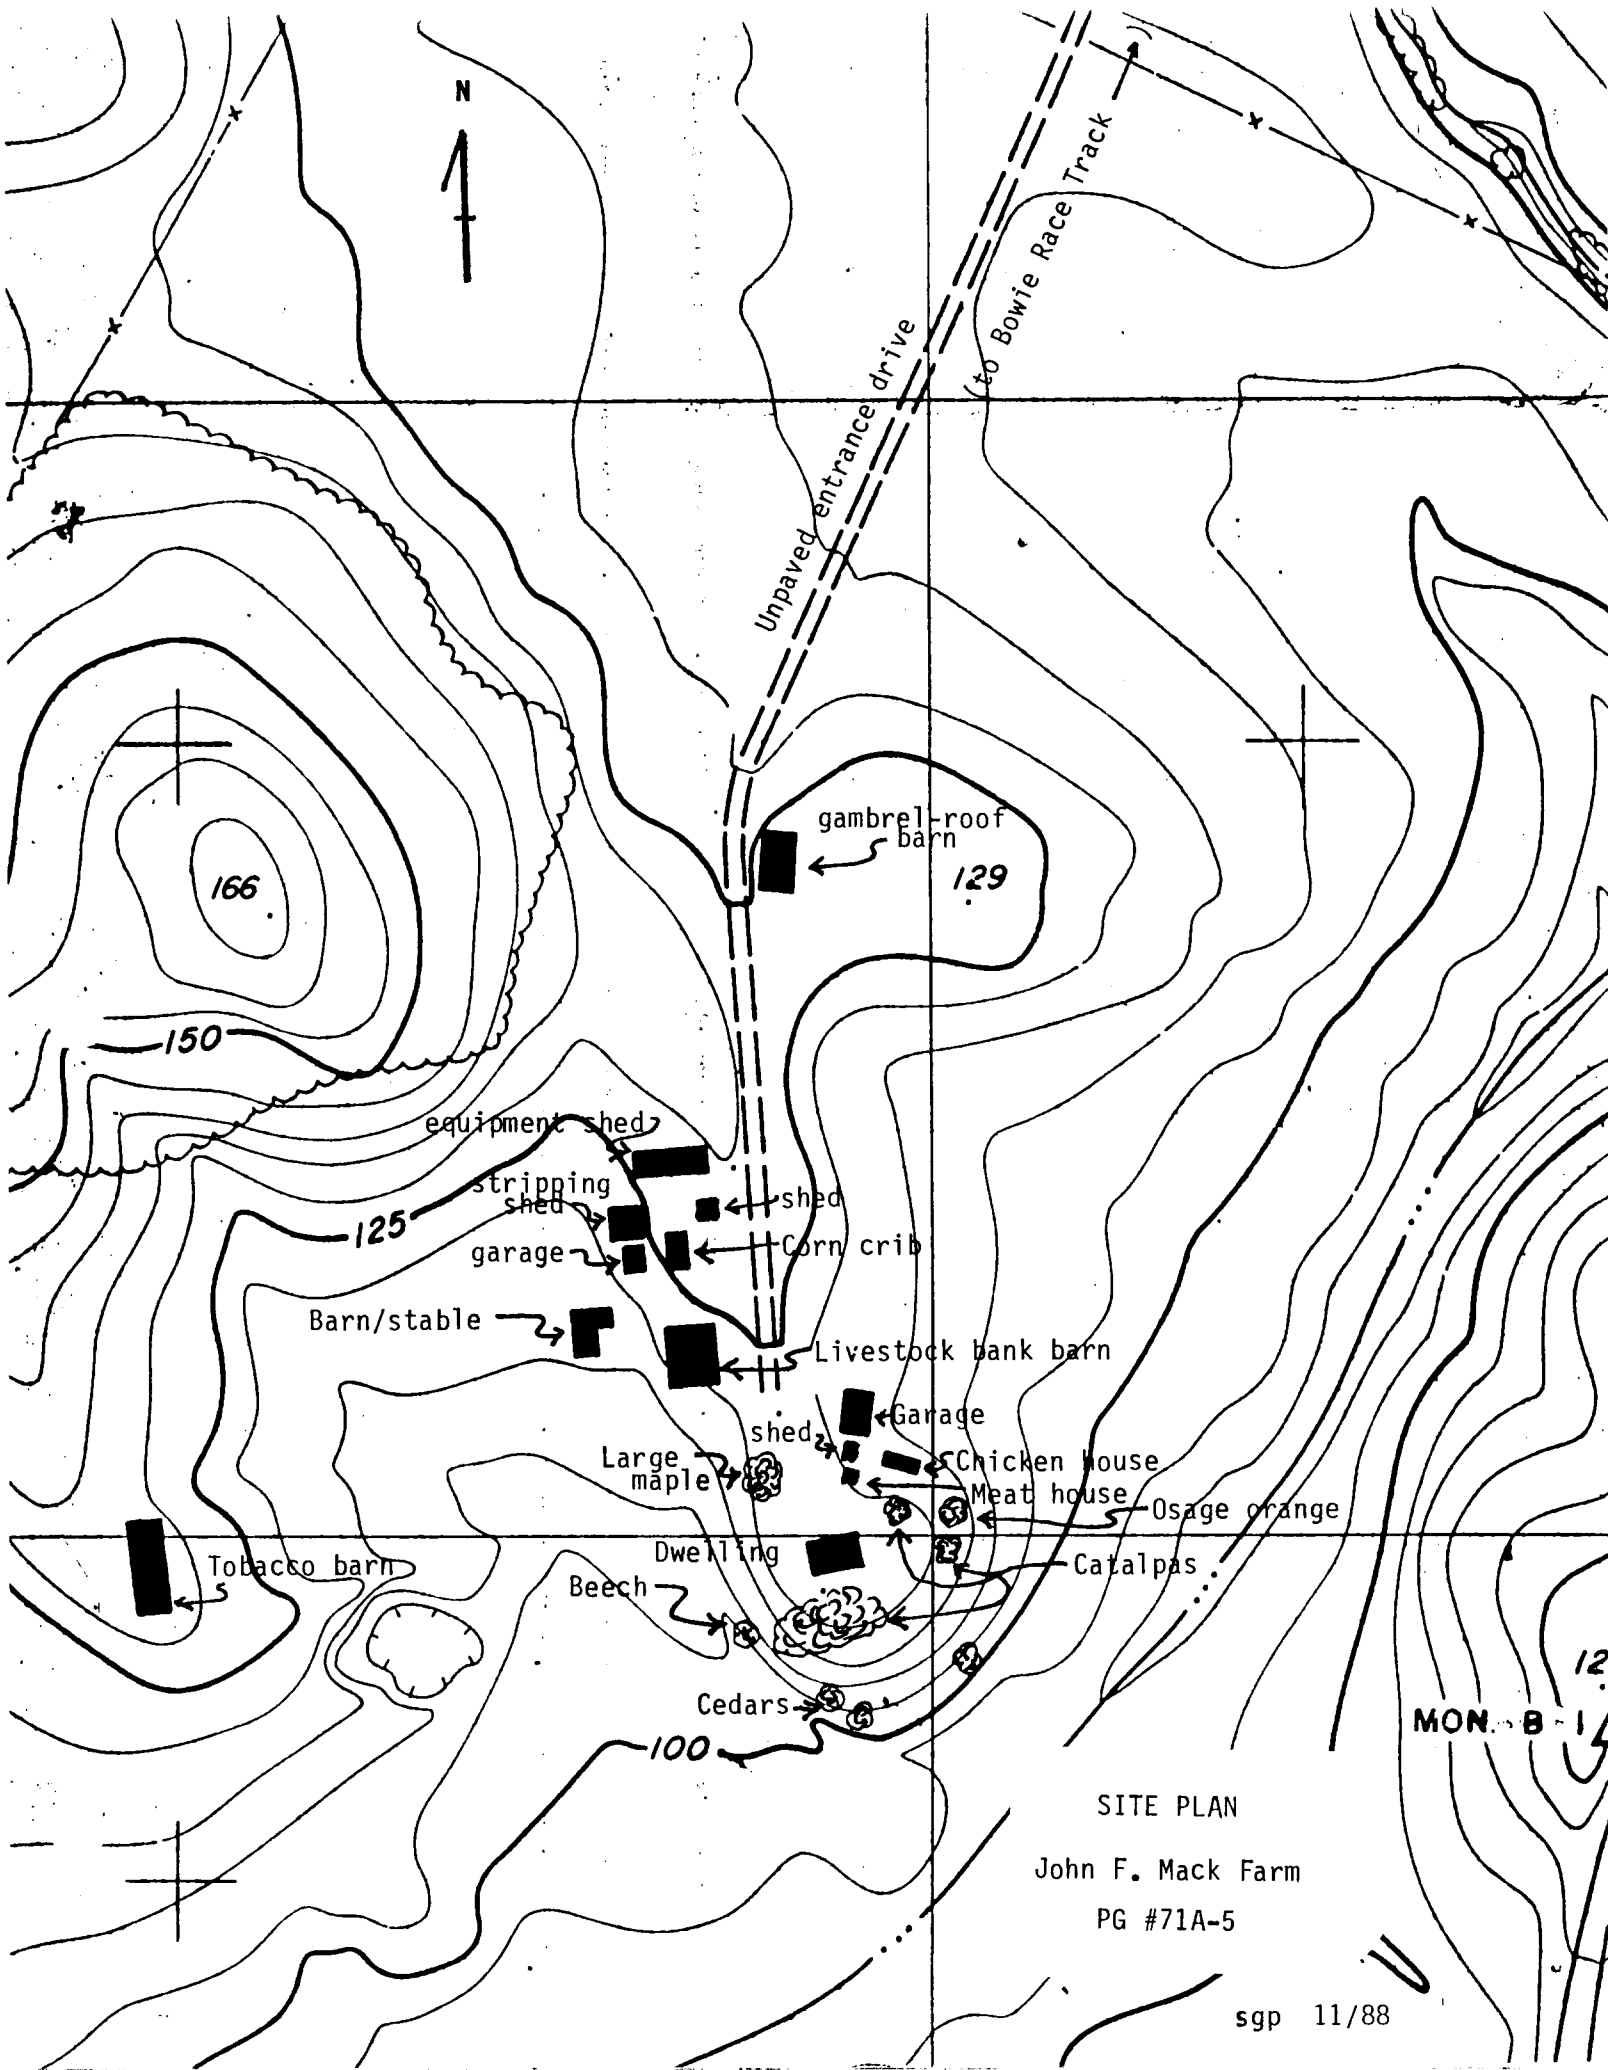 N
to Bowie Race Track
Unpaved entrance drive
gambrel-roof
barn
166
129
150
equipment shed
stripping
shed
shed
125
garage
Corn crib
Barn/stable
Livestock bank barn
Garage
shed
Large
maple
Chicken house
Meat house
Osage orange
Dwelling
Tobacco barn
Catalpas
Beech
Cedars
100
12
MON. B-1
SITE PLAN
John F. Mack Farm
PG #71A-5
sgp 11/88